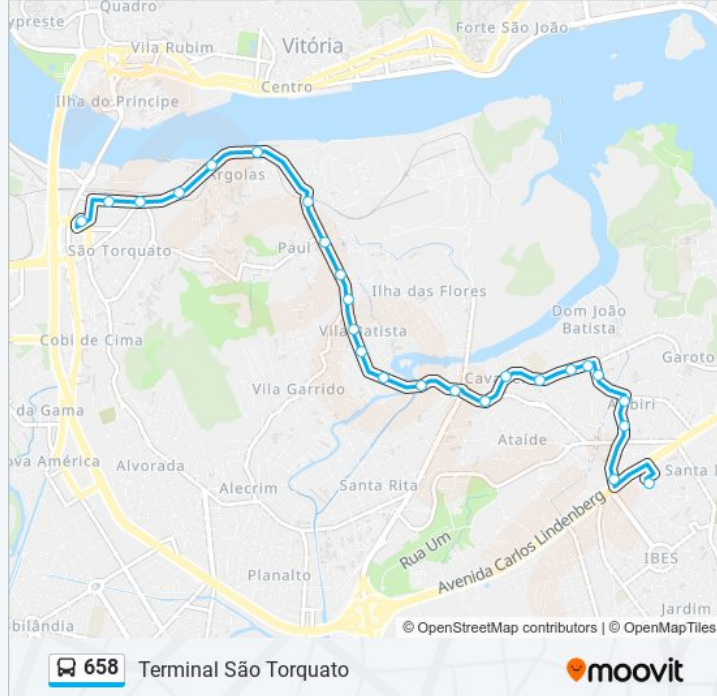 Quadro
ypreste
Vila Rubim
Vitória
Forte São João
Centro
Ilha do Príncipe
Argolas
São Torquato
Paul
Ilha das Flores
Dom João
Batista
Vila Batista
Cobi de Cima
Garoto
Cava
Vila Garrido
da Gama
Aribiri
Ataíde
ova América
Alvorada
Santa I
Alecrim
Santa Rita
Rua Um
Avenida Carlos Lindenberg
IBES
Planalto
Jardim
obilândia
© OpenStreetMap contributors | © OpenMapTiles
658 Terminal São Torquato
moovit